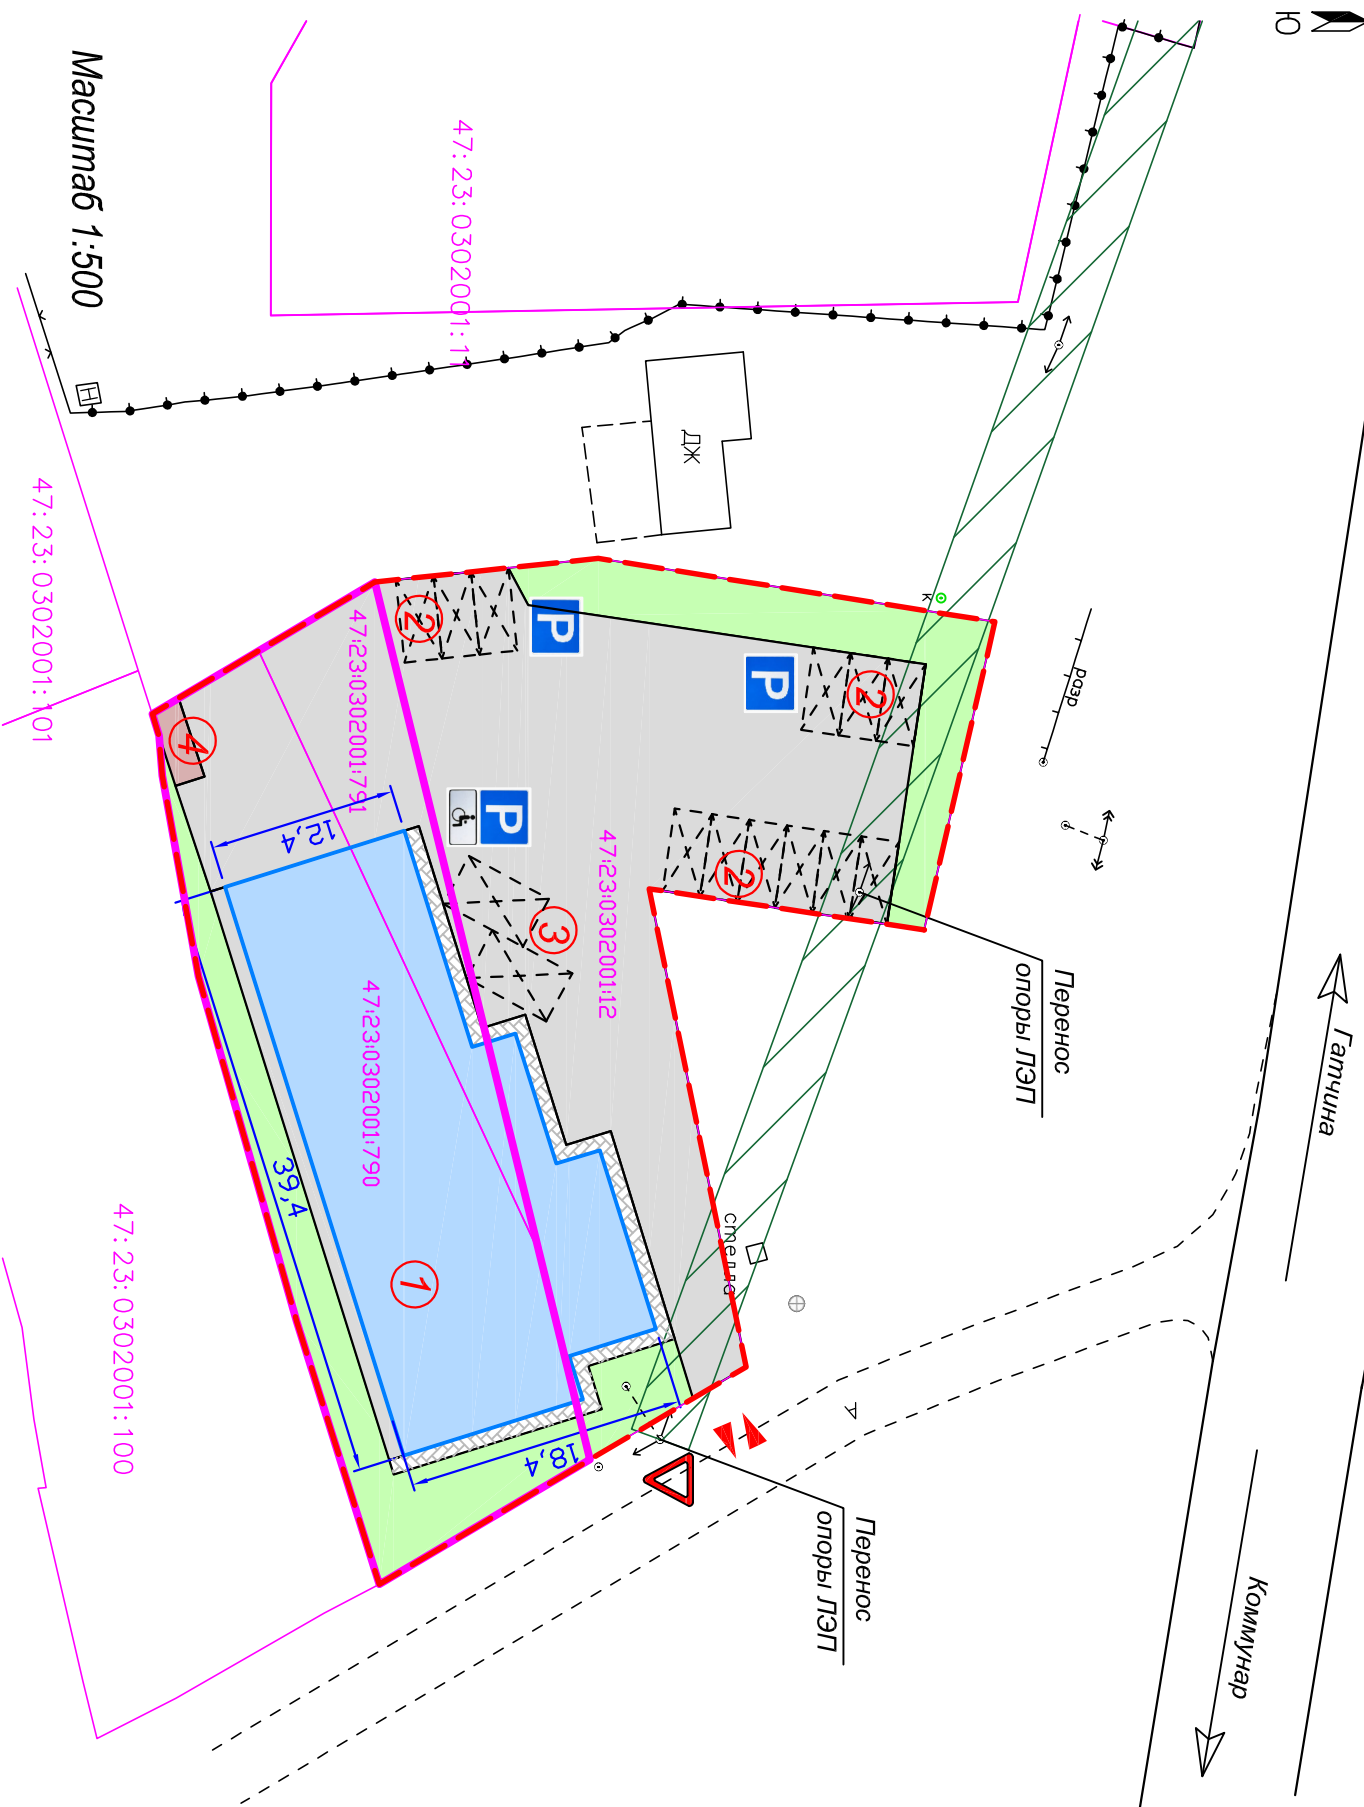 Ю
Масштаб 1:500
47:23:0302001:11
Н
ДЖ
47:23:0302001:101
к
разр
47:23:0302001:791
2
P
P
2
4
12,4
P
3
47:23:0302001:12
2
Перенос
опоры ЛЭП
Гатчина
47:23:0302001:790
39,4
1
стелла
47:23:0302001:100
А
18,4
Перенос
опоры ЛЭП
Коммунар